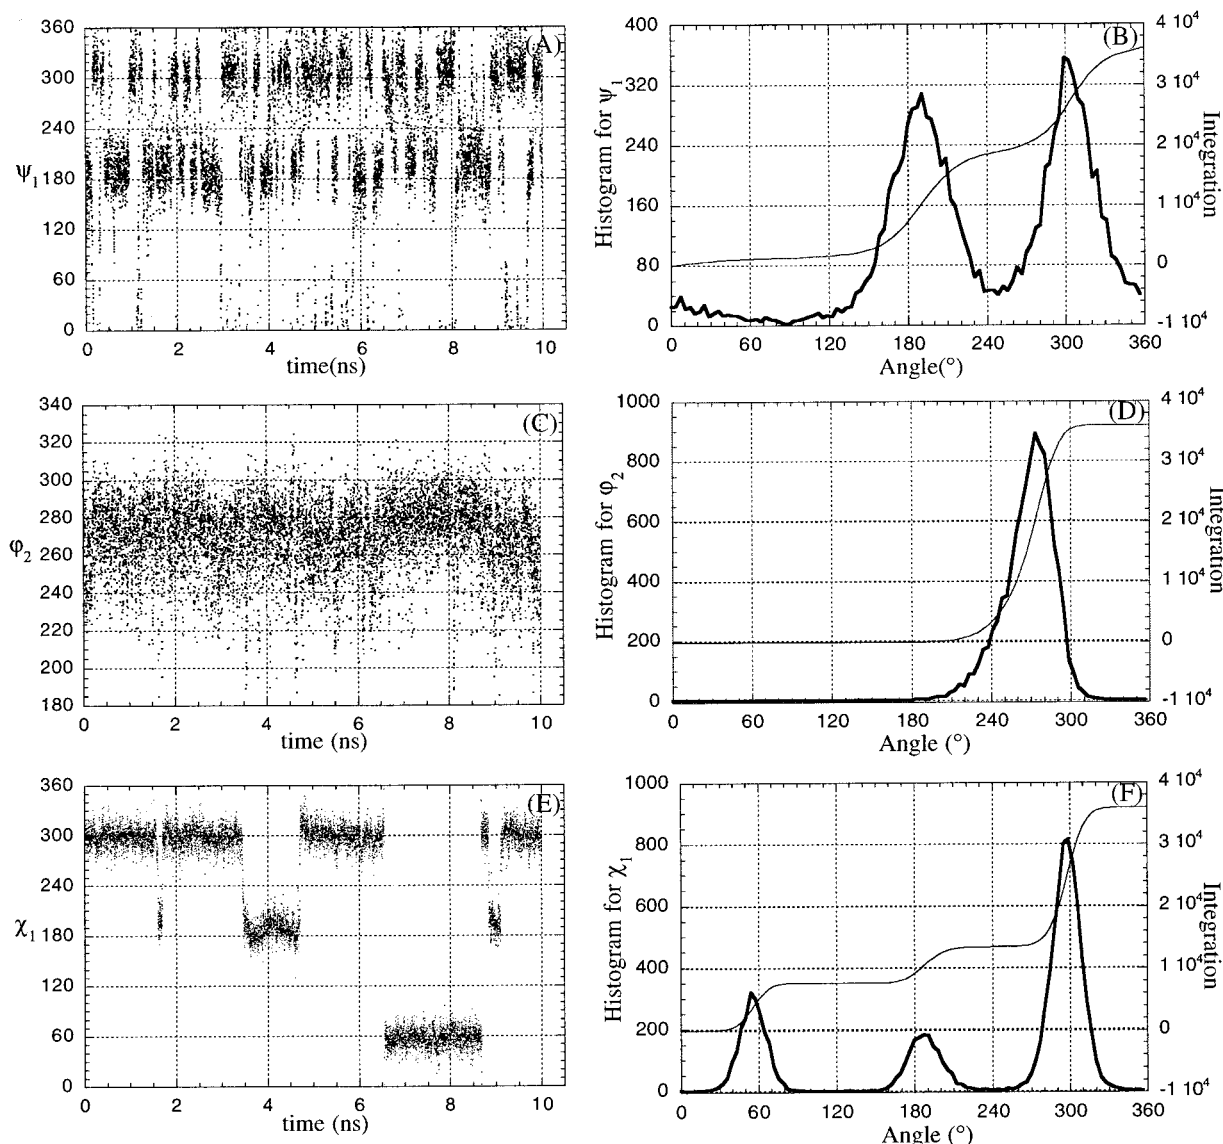 (A)
360
300
240
180
120
60
0
ψ1
0 2 4 6 8 10
time(ns)
(B)
400
320
240
160
80
0
Histogram for ψ1
4 10^4
3 10^4
2 10^4
1 10^4
0
-1 10^4
Integration
0 60 120 180 240 300 360
Angle(°)
(C)
340
320
300
280
260
240
220
200
180
φ2
0 2 4 6 8 10
time (ns)
(D)
1000
800
600
400
200
0
Histogram for φ2
4 10^4
3 10^4
2 10^4
1 10^4
0
-1 10^4
Integration
0 60 120 180 240 300 360
Angle (°)
(E)
360
300
240
180
120
60
0
χ1
0 2 4 6 8 10
time (ns)
(F)
1000
800
600
400
200
0
Histogram for χ1
4 10^4
3 10^4
2 10^4
1 10^4
0
-1 10^4
Integration
0 60 120 180 240 300 360
Angle (°)